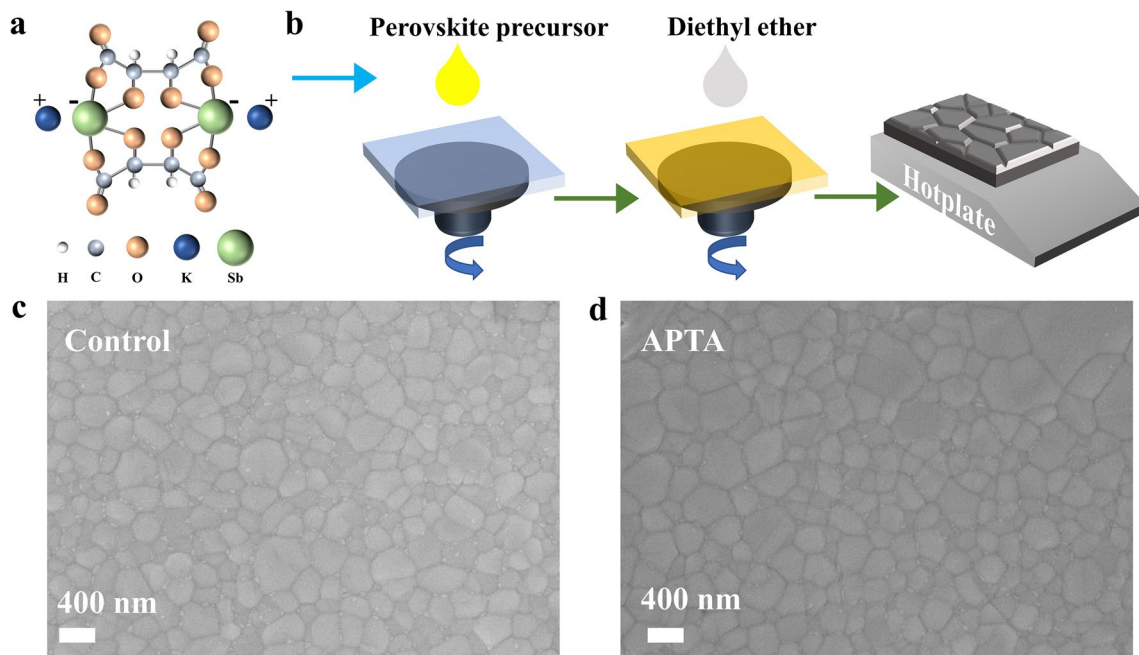 a
b
Perovskite precursor
Diethyl ether
+
-
-
+
Hotplate
H C O K Sb
c
Control
400 nm
d
APTA
400 nm